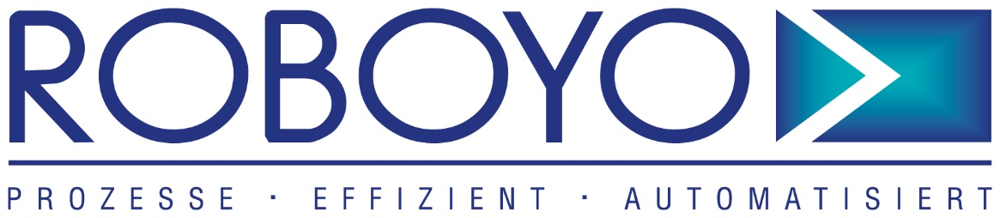 ROBOYO
PROZESSE · EFFIZIENT · AUTOMATISIERT